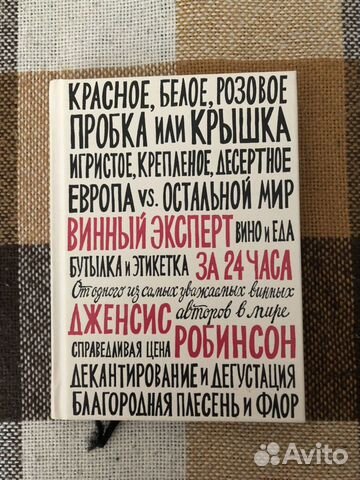 КРАСНОЕ, БЕЛОЕ, РОЗОВОЕ
ПРОБКА ИЛИ КРЫШКА
ИГРИСТОЕ, КРЕПЛЕНОЕ, ДЕСЕРТНОЕ
ЕВРОПА VS. ОСТАЛЬНОЙ МИР
ВИННЫЙ ЭКСПЕРТ ВИНО И ЕДА
БУТЫЛКА И ЭТИКЕТКА ЗА 24 ЧАСА
От одного из самых уважаемых винных
ДЖЕНСИС авторов в мире
СПРАВЕДЛИВАЯ ЦЕНА РОБИНСОН
ДЕКАНТИРОВАНИЕ И ДЕГУСТАЦИЯ
БЛАГОРОДНАЯ ПЛЕСЕНЬ И ФЛОР
Avito